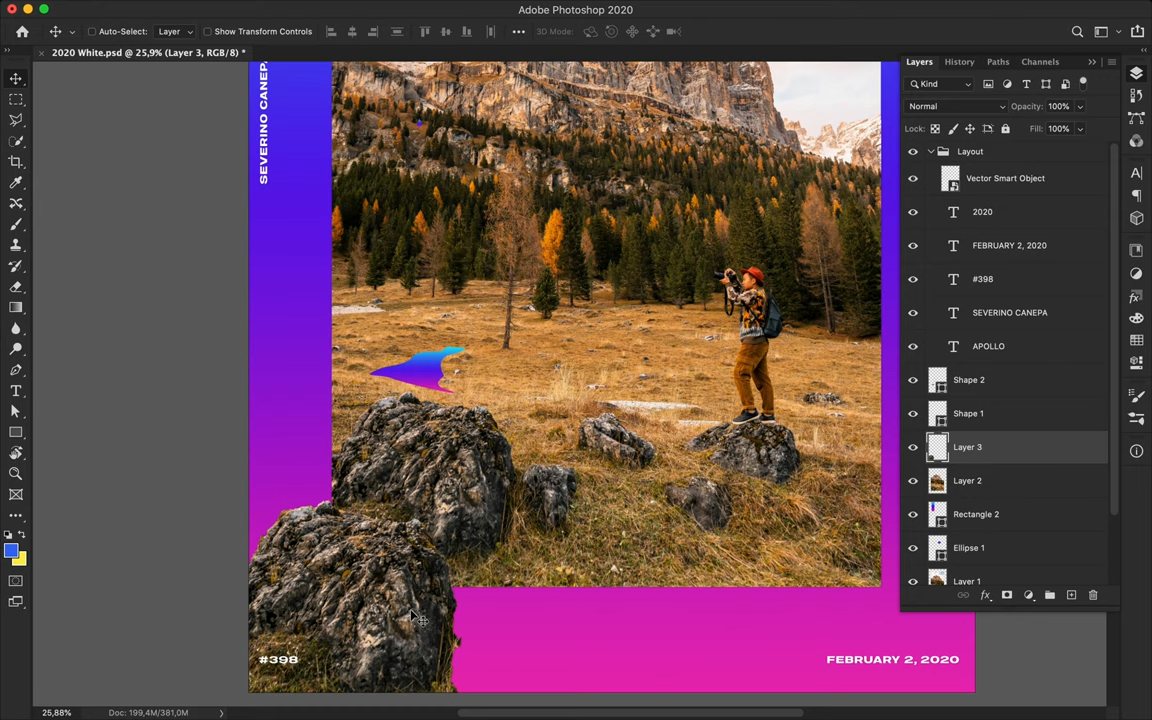 Adobe Photoshop 2020
Auto-Select:
Layer
Show Transform Controls
3D Mode:
2020 White.psd @ 25,9% (Layer 3, RGB/8) *
Layers
History
Paths
Channels
Kind
Normal
Opacity:
100%
Lock:
Fill:
100%
Layout
Vector Smart Object
2020
FEBRUARY 2, 2020
#398
SEVERINO CANEPA
APOLLO
Shape 2
Shape 1
Layer 3
Layer 2
Rectangle 2
Ellipse 1
Layer 1
SEVERINO CANEPA
#398
FEBRUARY 2, 2020
25,88%
Doc: 199,4M/381,0M